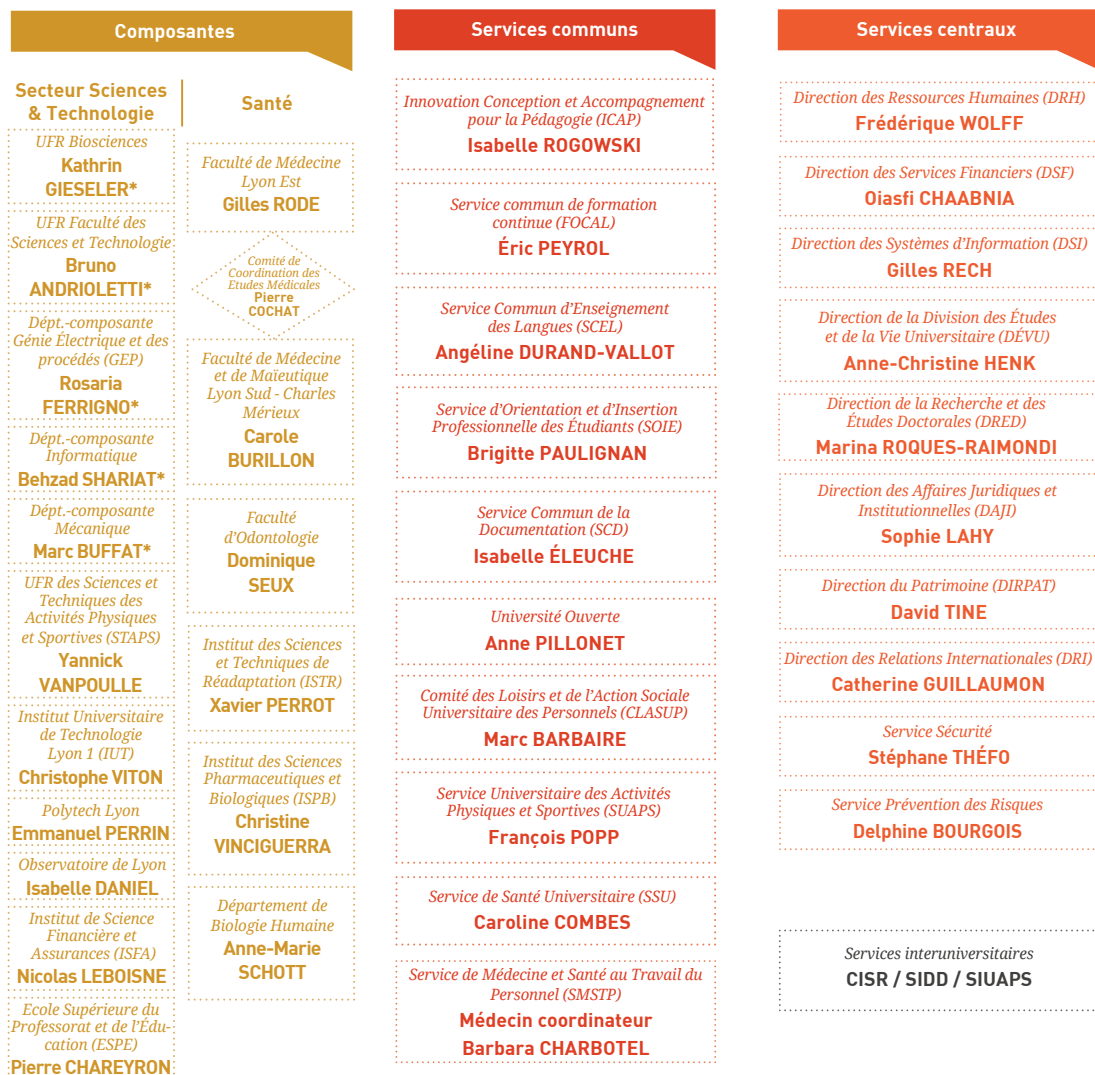 Composantes
Secteur Sciences
& Technologie
UFR Biosciences
Kathrin
GIESELER*
UFR Faculté des
Sciences et Technologie
Bruno
ANDRIOLETTI*
Dépt.-composante
Génie Électrique et des
procédés (GEP)
Rosaria
FERRIGNO*
Dépt.-composante
Informatique
Behzad SHARIAT*
Dépt.-composante
Mécanique
Marc BUFFAT*
UFR des Sciences et
Techniques des
Activités Physiques
et Sportives (STAPS)
Yannick
VANPOULLE
Institut Universitaire
de Technologie
Lyon 1 (IUT)
Christophe VITON
Polytech Lyon
Emmanuel PERRIN
Observatoire de Lyon
Isabelle DANIEL
Institut de Science
Financière et
Assurances (ISFA)
Nicolas LEBOISNE
Ecole Supérieure du
Professorat et de l'Édu-
cation (ESPE)
Pierre CHAREYRON
Santé
Faculté de Médecine
Lyon Est
Gilles RODE
Comité de
Coordination des
Etudes Médicales
Pierre
COCHAT
Faculté de Médecine
et de Maïeutique
Lyon Sud - Charles
Mérieux
Carole
BURILLON
Faculté
d'Odontologie
Dominique
SEUX
Institut des Sciences
et Techniques de
Réadaptation (ISTR)
Xavier PERROT
Institut des Sciences
Pharmaceutiques et
Biologiques (ISPB)
Christine
VINCIGUERRA
Département de
Biologie Humaine
Anne-Marie
SCHOTT
Services communs
Innovation Conception et Accompagnement
pour la Pédagogie (ICAP)
Isabelle ROGOWSKI
Service commun de formation
continue (FOCAL)
Éric PEYROL
Service Commun d'Enseignement
des Langues (SCEL)
Angéline DURAND-VALLOT
Service d'Orientation et d'Insertion
Professionnelle des Étudiants (SOIE)
Brigitte PAULIGNAN
Service Commun de la
Documentation (SCD)
Isabelle ÉLEUCHE
Université Ouverte
Anne PILLONET
Comité des Loisirs et de l'Action Sociale
Universitaire des Personnels (CLASUP)
Marc BARBAIRE
Service Universitaire des Activités
Physiques et Sportives (SUAPS)
François POPP
Service de Santé Universitaire (SSU)
Caroline COMBES
Service de Médecine et Santé au Travail du
Personnel (SMSTP)
Médecin coordinateur
Barbara CHARBOTEL
Services centraux
Direction des Ressources Humaines (DRH)
Frédérique WOLFF
Direction des Services Financiers (DSF)
Oiasfi CHAABNIA
Direction des Systèmes d'Information (DSI)
Gilles RECH
Direction de la Division des Études
et de la Vie Universitaire (DÉVU)
Anne-Christine HENK
Direction de la Recherche et des
Études Doctorales (DRED)
Marina ROQUES-RAIMONDI
Direction des Affaires Juridiques et
Institutionnelles (DAJI)
Sophie LAHY
Direction du Patrimoine (DIRPAT)
David TINE
Direction des Relations Internationales (DRI)
Catherine GUILLAUMON
Service Sécurité
Stéphane THÉFO
Service Prévention des Risques
Delphine BOURGOIS
Services interuniversitaires
CISR / SIDD / SIUAPS